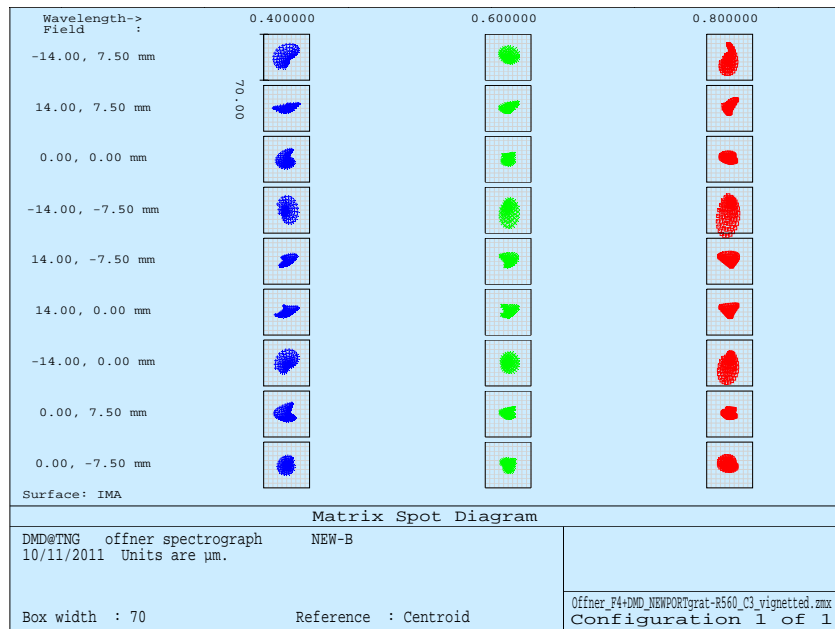 Wavelength-> 0.400000 0.600000 0.800000
Field :
-14.00, 7.50 mm
70.00
14.00, 7.50 mm
0.00, 0.00 mm
-14.00, -7.50 mm
14.00, -7.50 mm
14.00, 0.00 mm
-14.00, 0.00 mm
0.00, 7.50 mm
0.00, -7.50 mm
Surface: IMA
Matrix Spot Diagram
DMD@TNG offner spectrograph NEW-B
10/11/2011 Units are µm.
Box width : 70 Reference : Centroid
Offner_F4+DMD_NEWPORTgrat-R560_C3_vignetted.zmx
Configuration 1 of 1